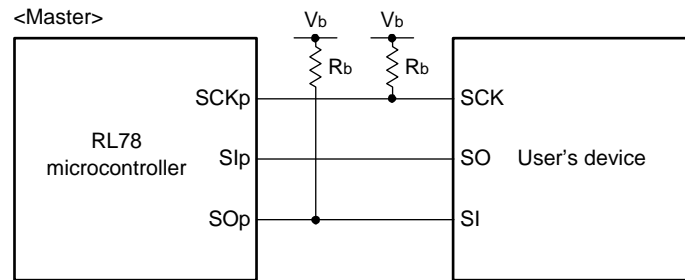 <Master>
Vb Vb
Rb Rb
SCKp SCK
RL78
microcontroller
SIp SO
User's device
SOp SI